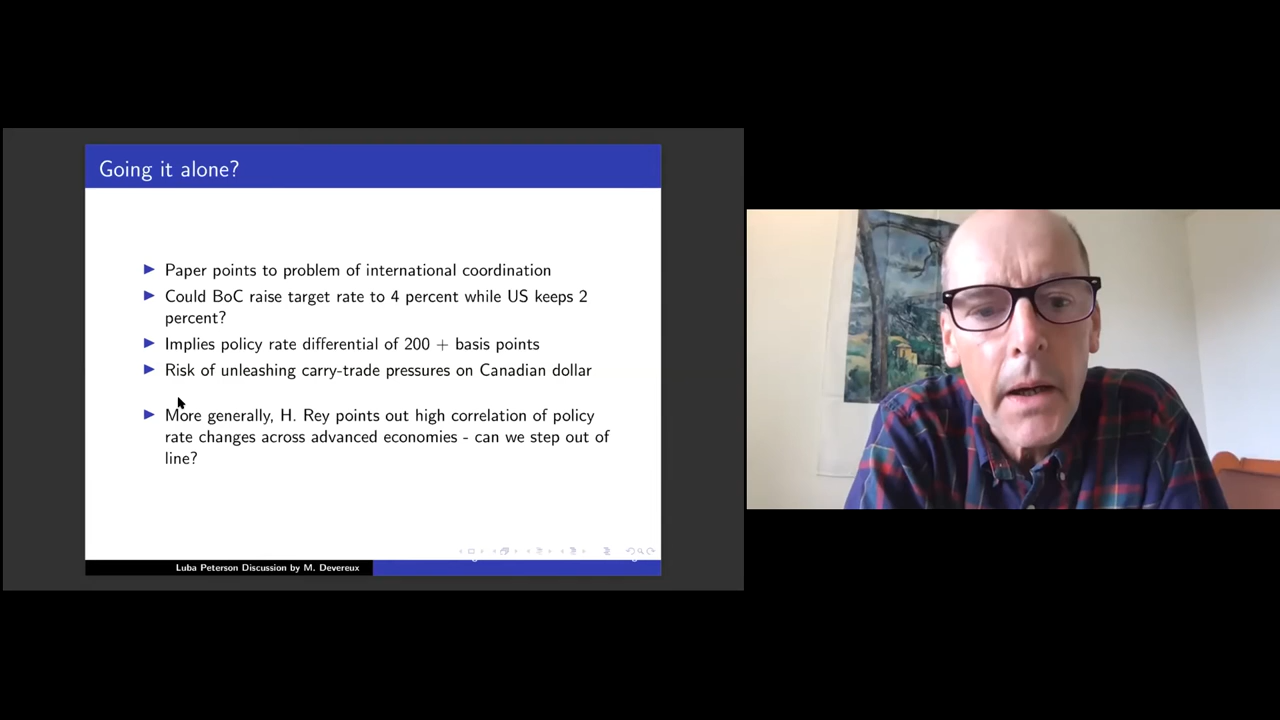 Going it alone?
Paper points to problem of international coordination
Could BoC raise target rate to 4 percent while US keeps 2
percent?
Implies policy rate differential of 200 + basis points
Risk of unleashing carry-trade pressures on Canadian dollar
More generally, H. Rey points out high correlation of policy
rate changes across advanced economies - can we step out of
line?
Luba Peterson Discussion by M. Devereux